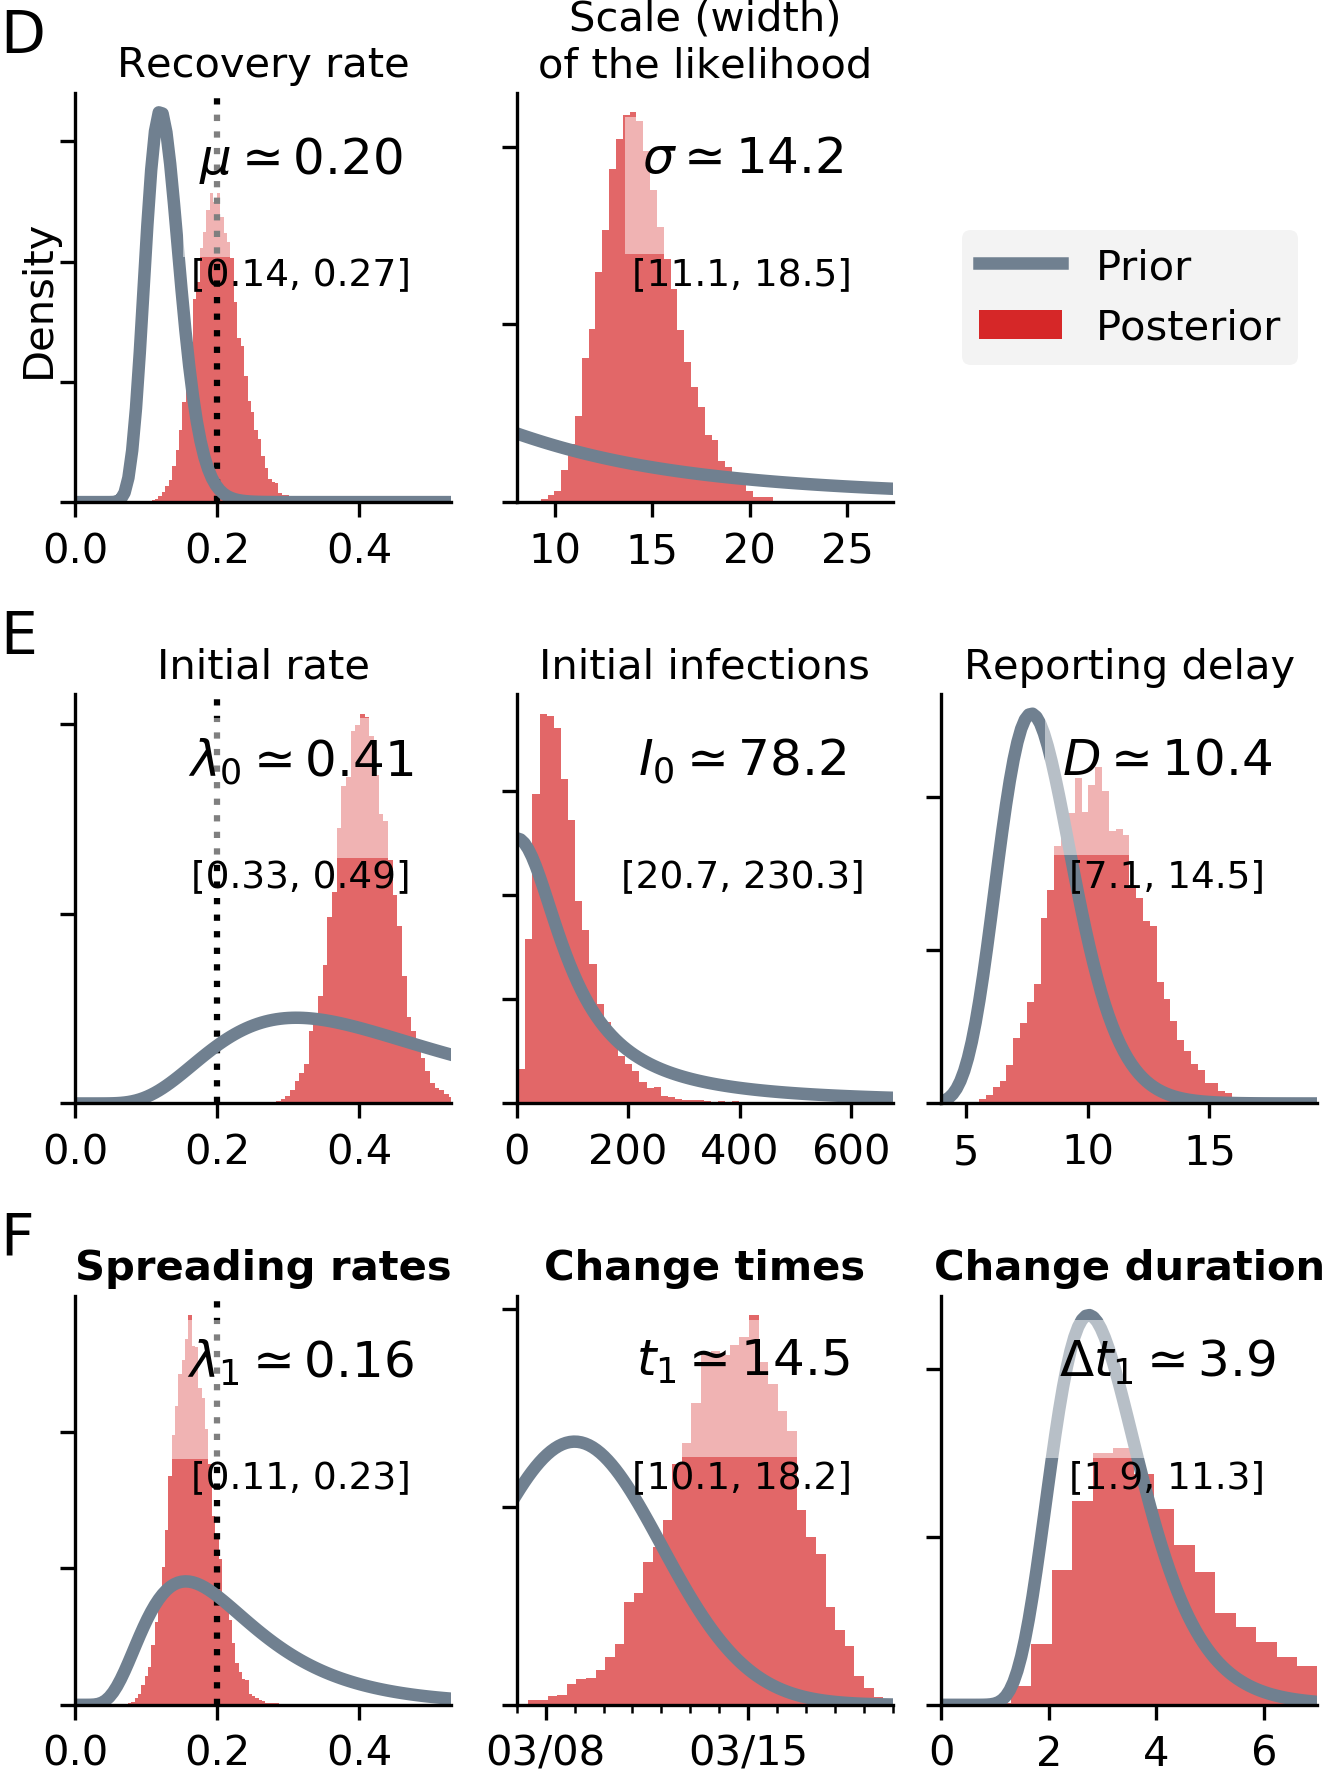 D
Recovery rate
Scale (width)
of the likelihood
Density
μ ≃ 0.20
[0.14, 0.27]
0.0 0.2 0.4
σ ≃ 14.2
[11.1, 18.5]
10 15 20 25
Prior
Posterior
E
Initial rate
λ0 ≃ 0.41
[0.33, 0.49]
0.0 0.2 0.4
Initial infections
I0 ≃ 78.2
[20.7, 230.3]
0 200 400 600
Reporting delay
D ≃ 10.4
[7.1, 14.5]
5 10 15
F
Spreading rates
λ1 ≃ 0.16
[0.11, 0.23]
0.0 0.2 0.4
Change times
t1 ≃ 14.5
[10.1, 18.2]
03/08 03/15
Change duration
Δt1 ≃ 3.9
[1.9, 11.3]
0 2 4 6